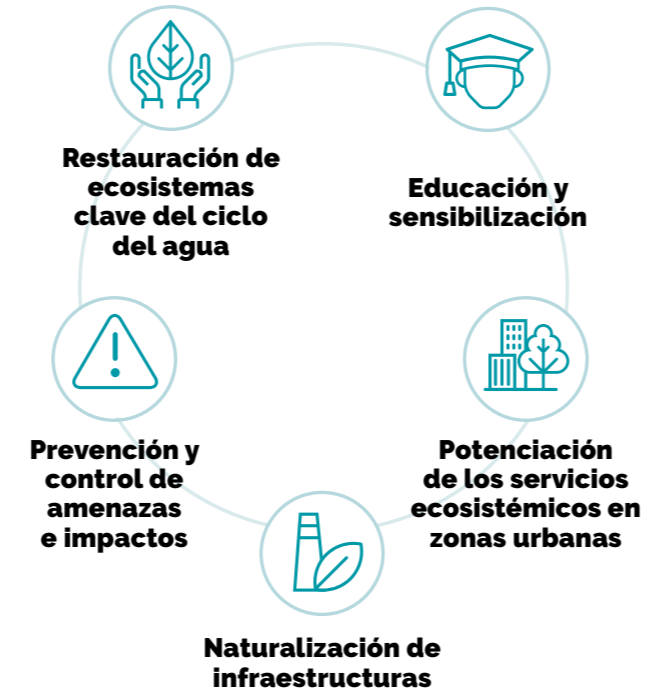 Restauración de
ecosistemas
clave del ciclo
del agua
Educación y
sensibilización
Prevención y
control de
amenazas
e impactos
Potenciación
de los servicios
ecosistémicos en
zonas urbanas
Naturalización de
infraestructuras